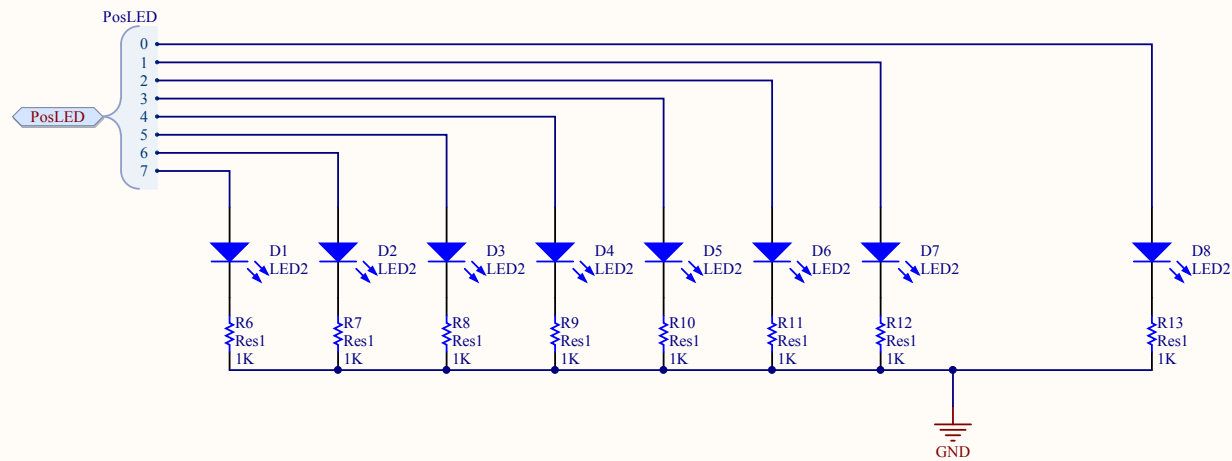 PosLED
0
1
2
3
PosLED
4
5
6
7
D1
LED2
D2
LED2
D3
LED2
D4
LED2
D5
LED2
D6
LED2
D7
LED2
D8
LED2
R6
Res1
1K
R7
Res1
1K
R8
Res1
1K
R9
Res1
1K
R10
Res1
1K
R11
Res1
1K
R12
Res1
1K
R13
Res1
1K
GND